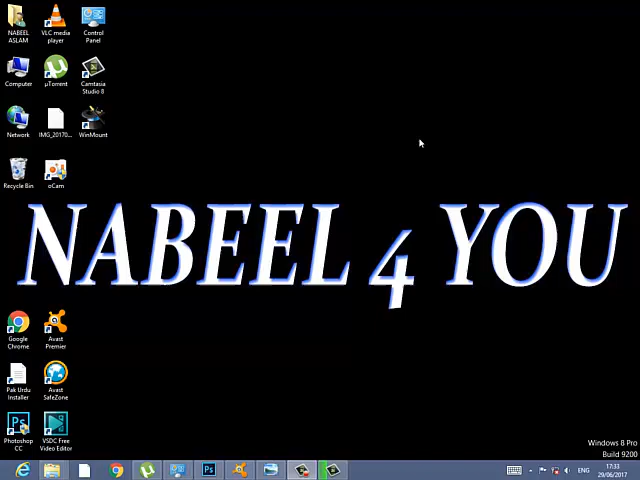 NABEEL
ASLAM
VLC media
player
Control
Panel
Computer
µTorrent
Camtasia
Studio 8
Network
IMG_20170...
WinMount
Recycle Bin
oCam
NABEEL 4 YOU
Google
Chrome
Avast
Premier
Pak Urdu
Installer
Avast
SafeZone
Ps
Photoshop
CC
VSDC Free
Video Editor
Windows 8 Pro
Build 9200
Ps
ENG
17:33
29/06/2017